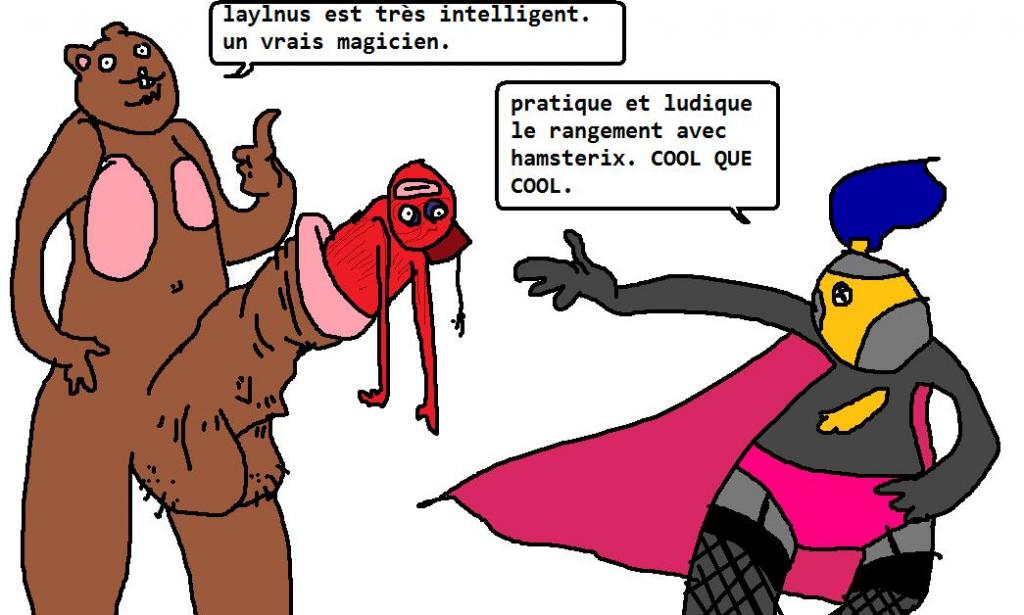 laylnus est très intelligent.
un vrais magicien.
pratique et ludique
le rangement avec
hamsterix. COOL QUE
COOL.